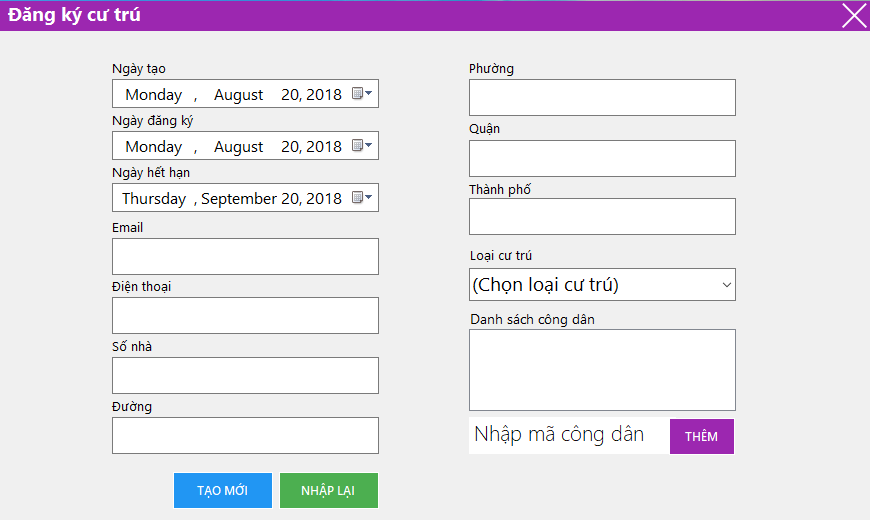 Đăng ký cư trú
Ngày tạo
Monday , August 20, 2018
Ngày đăng ký
Monday , August 20, 2018
Ngày hết hạn
Thursday , September 20, 2018
Email
Điện thoại
Số nhà
Đường
TẠO MỚI
NHẬP LẠI
Phường
Quận
Thành phố
Loại cư trú
(Chọn loại cư trú)
Danh sách công dân
Nhập mã công dân
THÊM